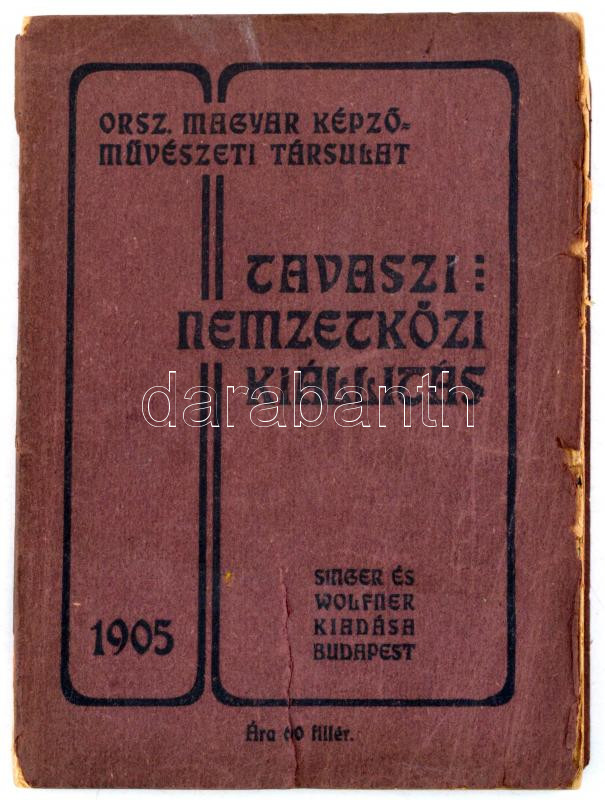 ORSZ. MAGYAR KÉPZŐ=
MŰVÉSZETI TÁRSULAT
TAVASZI
NEMZETKÖZI
KIÁLLITÁS
darabanth
SINGER ÉS
WOLFNER
KIADÁSA
BUDAPEST
1905
Ára 60 fillér.